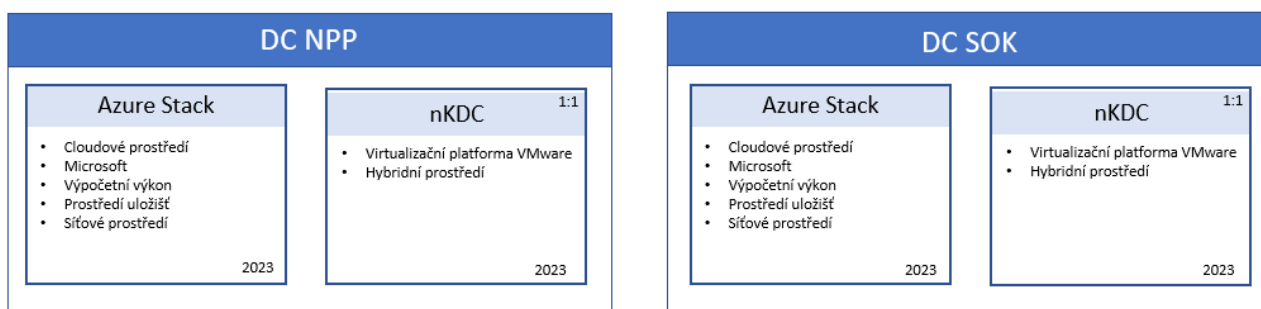 DC NPP
Azure Stack
• Cloudové prostředí
• Microsoft
• Výpočetní výkon
• Prostředí uložišť
• Síťové prostředí
2023
1:1
nKDC
• Virtualizační platforma VMware
• Hybridní prostředí
2023
DC SOK
Azure Stack
• Cloudové prostředí
• Microsoft
• Výpočetní výkon
• Prostředí uložišť
• Síťové prostředí
2023
1:1
nKDC
• Virtualizační platforma VMware
• Hybridní prostředí
2023